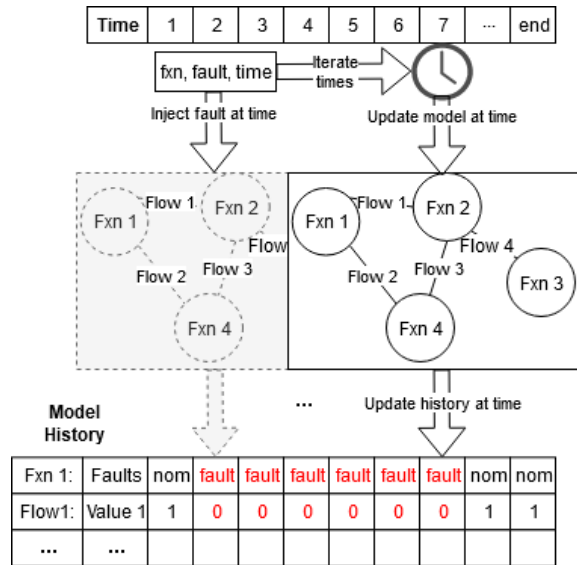 Time 1 2 3 4 5 6 7 ... end
fxn, fault, time
Iterate
times
Inject fault at time
Update model at time
Fxn 1 Flow 1 Fxn 2 Flow
Flow 2 Flow 3
Fxn 4
Fxn 1 Flow 1 Fxn 2 Flow 4
Flow 2 Flow 3 Fxn 3
Fxn 4
... Update history at time
Model
History
Fxn 1: Faults nom fault fault fault fault fault fault nom nom
Flow1: Value 1 1 0 0 0 0 0 0 1 1
... ...